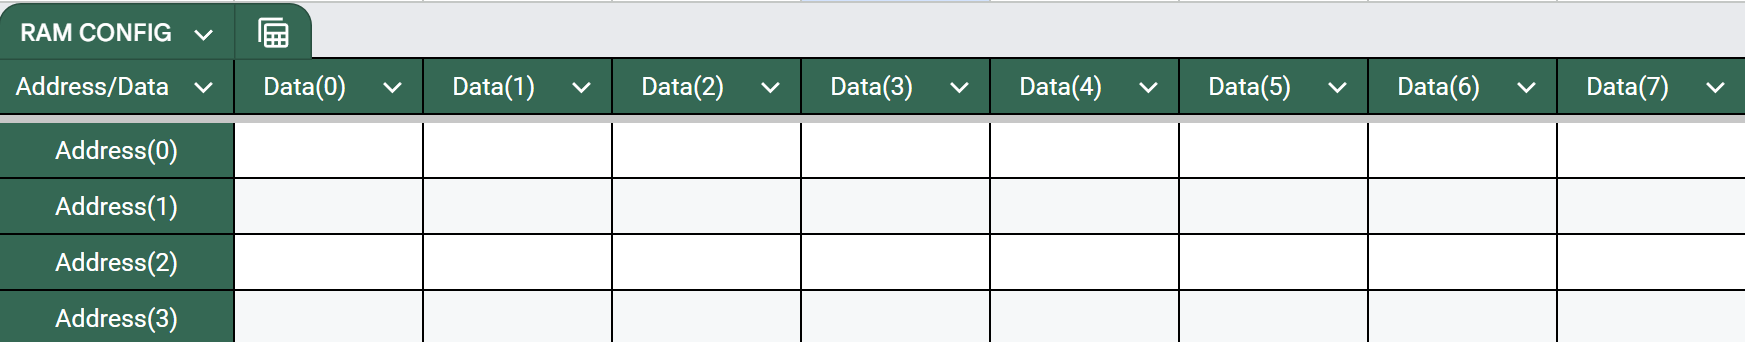 RAM CONFIG
Address/Data Data(0) Data(1) Data(2) Data(3) Data(4) Data(5) Data(6) Data(7)
Address(0)
Address(1)
Address(2)
Address(3)